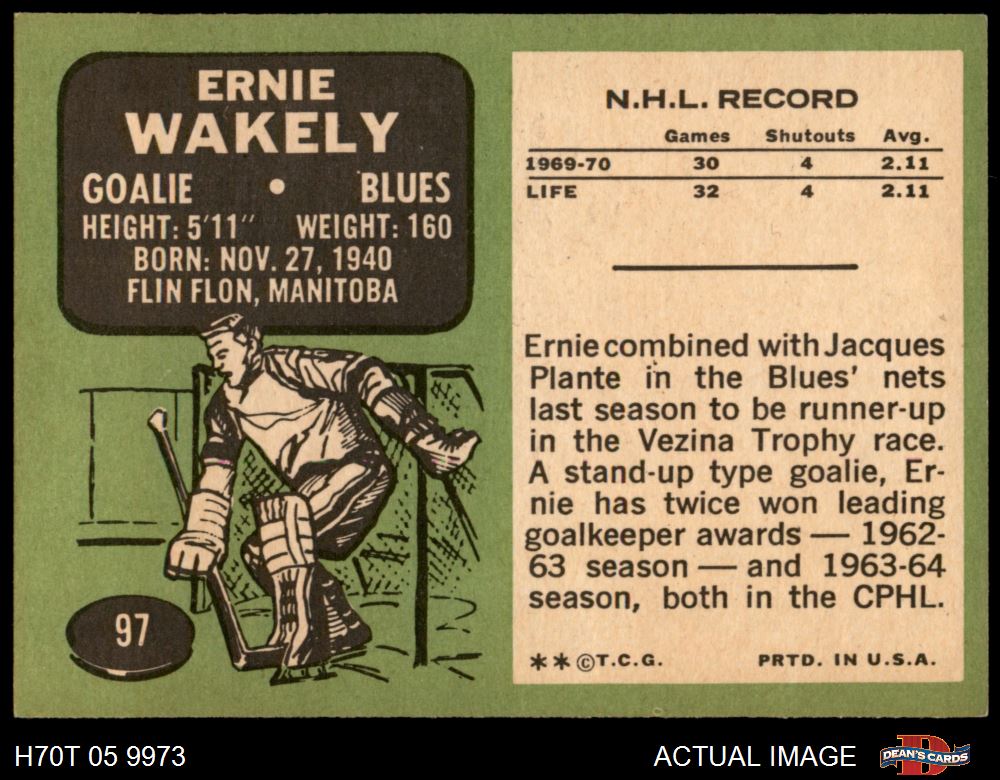 ERNIE
WAKELY
GOALIE • BLUES
HEIGHT: 5'11" WEIGHT: 160
BORN: NOV. 27, 1940
FLIN FLON, MANITOBA
97
N.H.L. RECORD
Games Shutouts Avg.
1969-70 30 4 2.11
LIFE 32 4 2.11
Ernie combined with Jacques
Plante in the Blues' nets
last season to be runner-up
in the Vezina Trophy race.
A stand-up type goalie, Er-
nie has twice won leading
goalkeeper awards — 1962-
63 season — and 1963-64
season, both in the CPHL.
**©T.C.G. PRTD. IN U.S.A.
H70T 05 9973 ACTUAL IMAGE DEAN'S CARDS